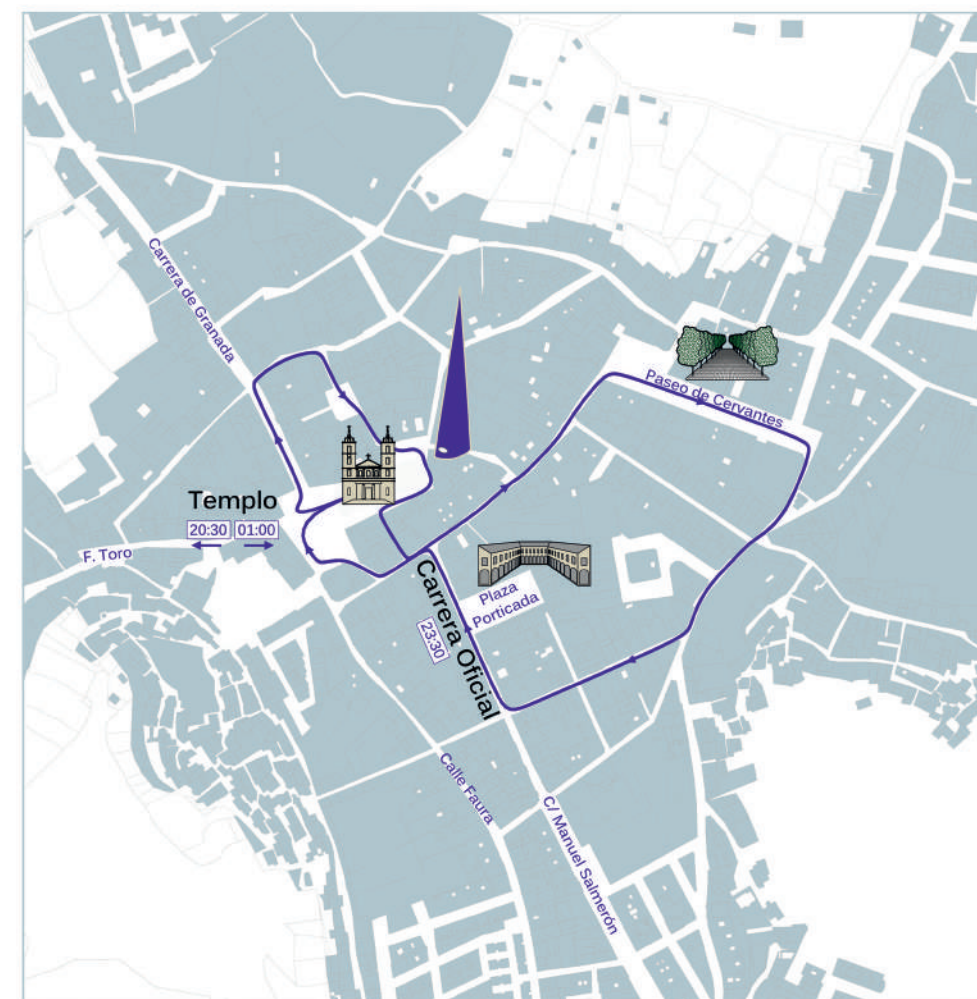 Carrera de Granada
Paseo de Cervantes
Templo
20:30 01:00
F. Toro
Plaza
Porticada
Carrera Oficial
23:30
Calle Faura
C/ Manuel Salmerón